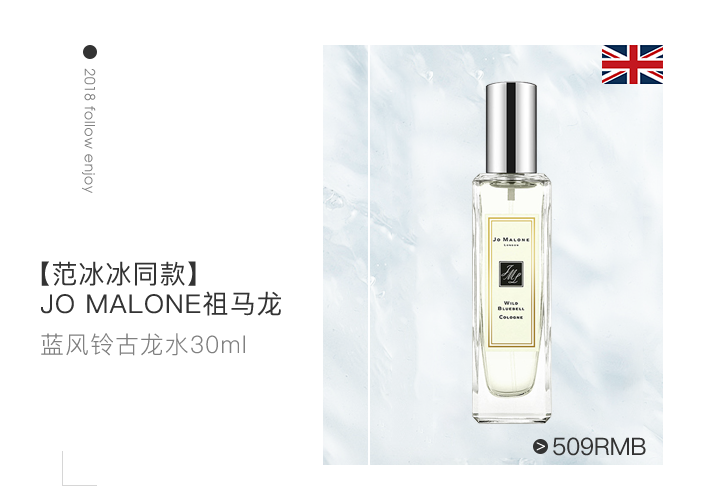 2018 follow enjoy
【范冰冰同款】
JO MALONE祖马龙
蓝风铃古龙水30ml
JO MALONE
LONDON
JML
WILD
BLUEBELL
COLOGNE
509RMB